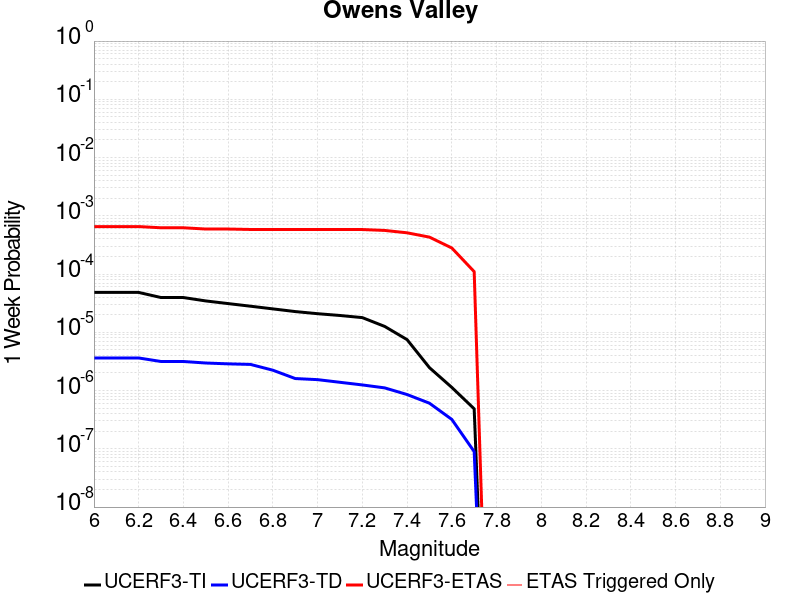 Owens Valley
10^0
10^-1
10^-2
10^-3
10^-4
10^-5
10^-6
10^-7
10^-8
1 Week Probability
6 6.2 6.4 6.6 6.8 7 7.2 7.4 7.6 7.8 8 8.2 8.4 8.6 8.8 9
Magnitude
UCERF3-TI UCERF3-TD UCERF3-ETAS ETAS Triggered Only